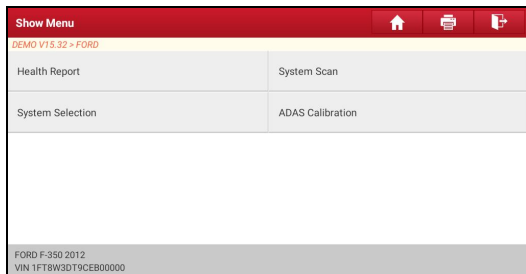 Show Menu
DEMO V15.32 > FORD
Health Report
System Scan
System Selection
ADAS Calibration
FORD F-350 2012
VIN 1FT8W3DT9CEB00000